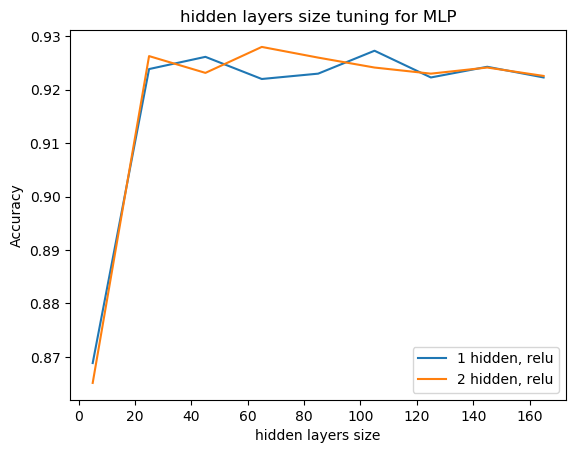 hidden layers size tuning for MLP
Accuracy
0.93
0.92
0.91
0.90
0.89
0.88
0.87
0 20 40 60 80 100 120 140 160
hidden layers size
1 hidden, relu
2 hidden, relu